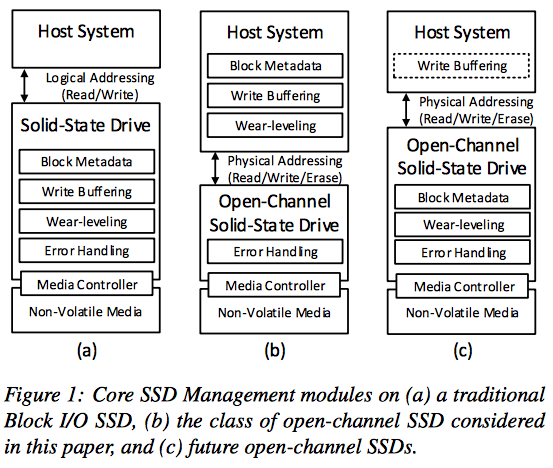 Host System
Logical Addressing
(Read/Write)
Solid-State Drive
Block Metadata
Write Buffering
Wear-leveling
Error Handling
Media Controller
Non-Volatile Media
(a)
Host System
Block Metadata
Write Buffering
Wear-leveling
Physical Addressing
(Read/Write/Erase)
Open-Channel
Solid-State Drive
Error Handling
Media Controller
Non-Volatile Media
(b)
Host System
Write Buffering
Physical Addressing
(Read/Write/Erase)
Open-Channel
Solid-State Drive
Block Metadata
Wear-leveling
Error Handling
Media Controller
Non-Volatile Media
(c)
Figure 1: Core SSD Management modules on (a) a traditional
Block I/O SSD, (b) the class of open-channel SSD considered
in this paper, and (c) future open-channel SSDs.